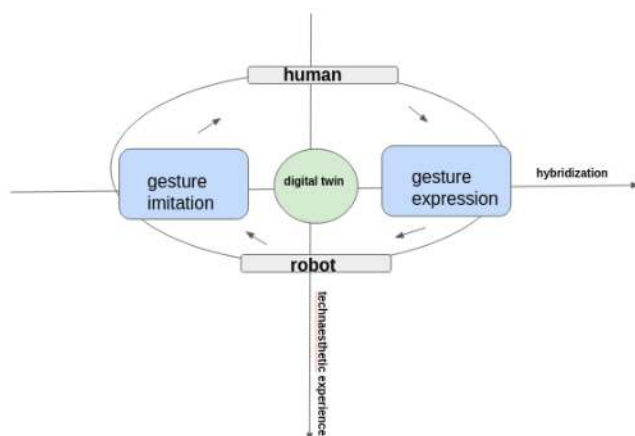 human
gesture
imitation
digital twin
gesture
expression
hybridization
robot
technaesthetic experience